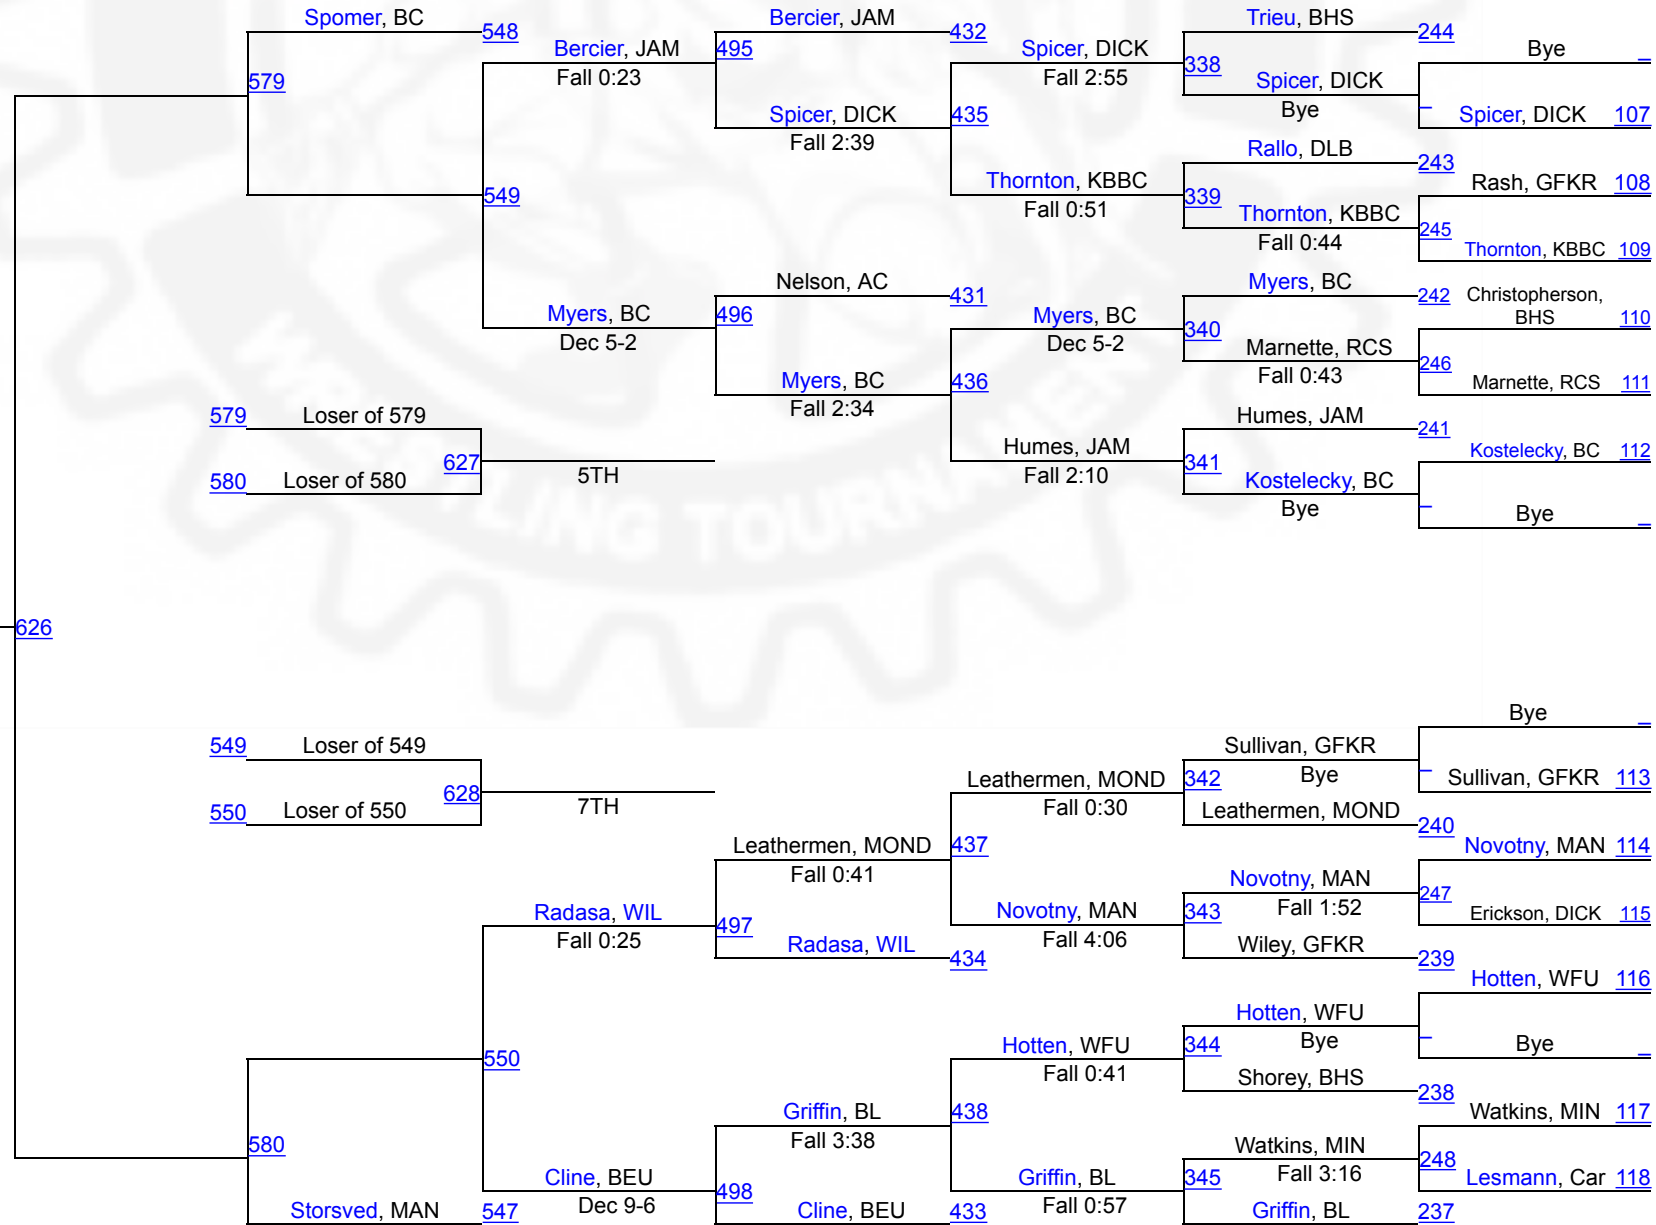 Spomer, BC
548
579
Bercier, JAM
Fall 0:23
549
Myers, BC
Dec 5-2
Bercier, JAM
432
495
Spicer, DICK
Fall 2:39
Nelson, AC
431
496
Myers, BC
Fall 2:34
Spicer, DICK
Fall 2:55
435
Thornton, KBBC
Fall 0:51
Myers, BC
Dec 5-2
436
Humes, JAM
Fall 2:10
Trieu, BHS
244
338
Spicer, DICK
Bye
Rallo, DLB
243
339
Thornton, KBBC
Fall 0:44
Myers, BC
242
340
Marnette, RCS
Fall 0:43
Humes, JAM
241
341
Kostelecky, BC
Bye
Bye
Spicer, DICK 107
Rash, GFKR 108
245
Thornton, KBBC 109
Christopherson,
BHS 110
246
Marnette, RCS 111
Kostelecky, BC 112
Bye
579 Loser of 579
627
580 Loser of 580
5TH
626
549 Loser of 549
628
550 Loser of 550
7TH
580
Storsved, MAN
547
Radasa, WIL
Fall 0:25
550
Cline, BEU
Dec 9-6
Leathermen, MOND
Fall 0:41
497
Radasa, WIL
434
Griffin, BL
Fall 3:38
498
Cline, BEU
433
Leathermen, MOND
Fall 0:30
437
Novotny, MAN
Fall 4:06
Hotten, WFU
Fall 0:41
438
Griffin, BL
Fall 0:57
Sullivan, GFKR
Bye
342
Leathermen, MOND
240
Novotny, MAN
Fall 1:52
343
Wiley, GFKR
239
Hotten, WFU
Bye
344
Shorey, BHS
238
Watkins, MIN
Fall 3:16
345
Griffin, BL
237
Bye
Sullivan, GFKR 113
Novotny, MAN 114
247
Erickson, DICK 115
Hotten, WFU 116
Bye
Watkins, MIN 117
248
Lesmann, Car 118
WRESTLING TOURNAMEN